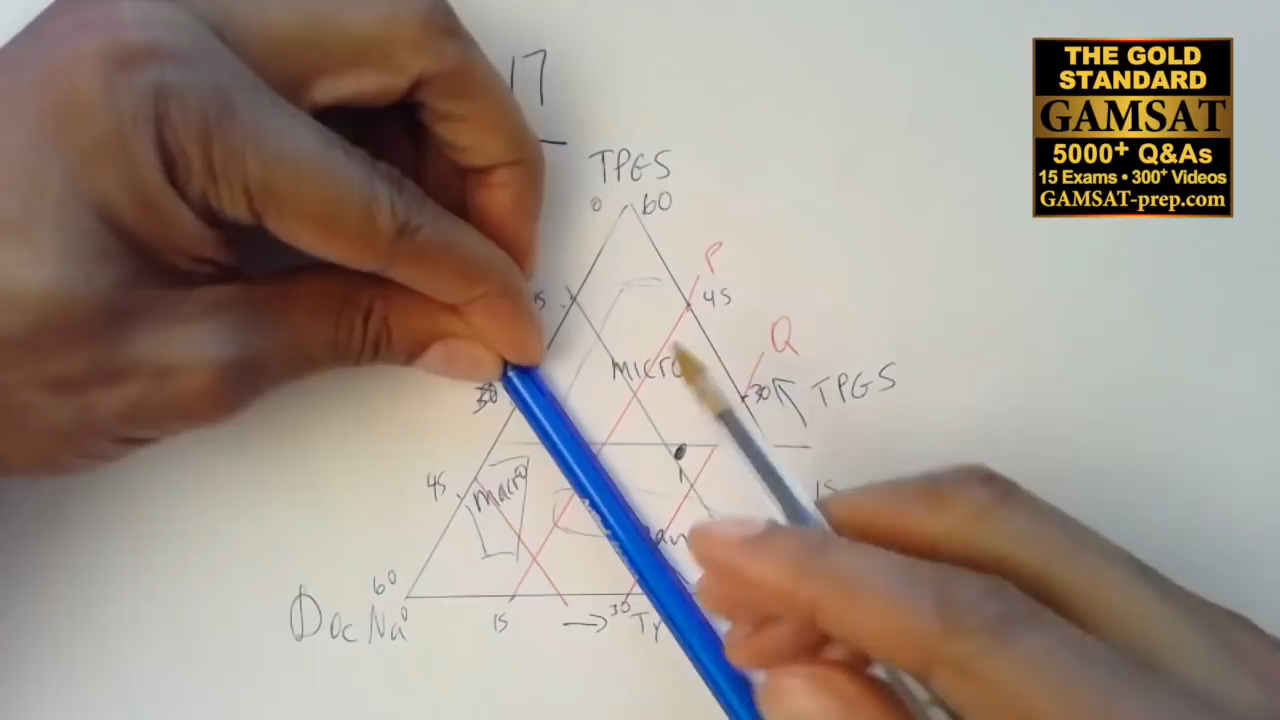 17
THE GOLD
STANDARD
GAMSAT
5000+ Q&As
15 Exams • 300+ Videos
GAMSAT-prep.com
TPGS
0
60
P
45
Q
micro
30
TPGS
30
45
macro
15
60
DocNa
0
15
→
30
Ty